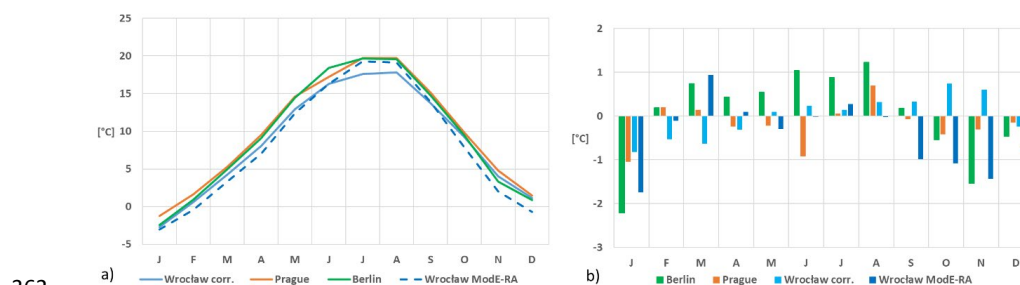 25
20
15
[°C]
10
5
0
-5
J F M A M J J A S O N D
a)
Wrocław corr. Prague Berlin Wrocław ModE-RA
2
1
0
[°C]
-1
-2
-3
J F M A M J J A S O N D
b)
Berlin Prague Wrocław corr. Wrocław ModE-RA